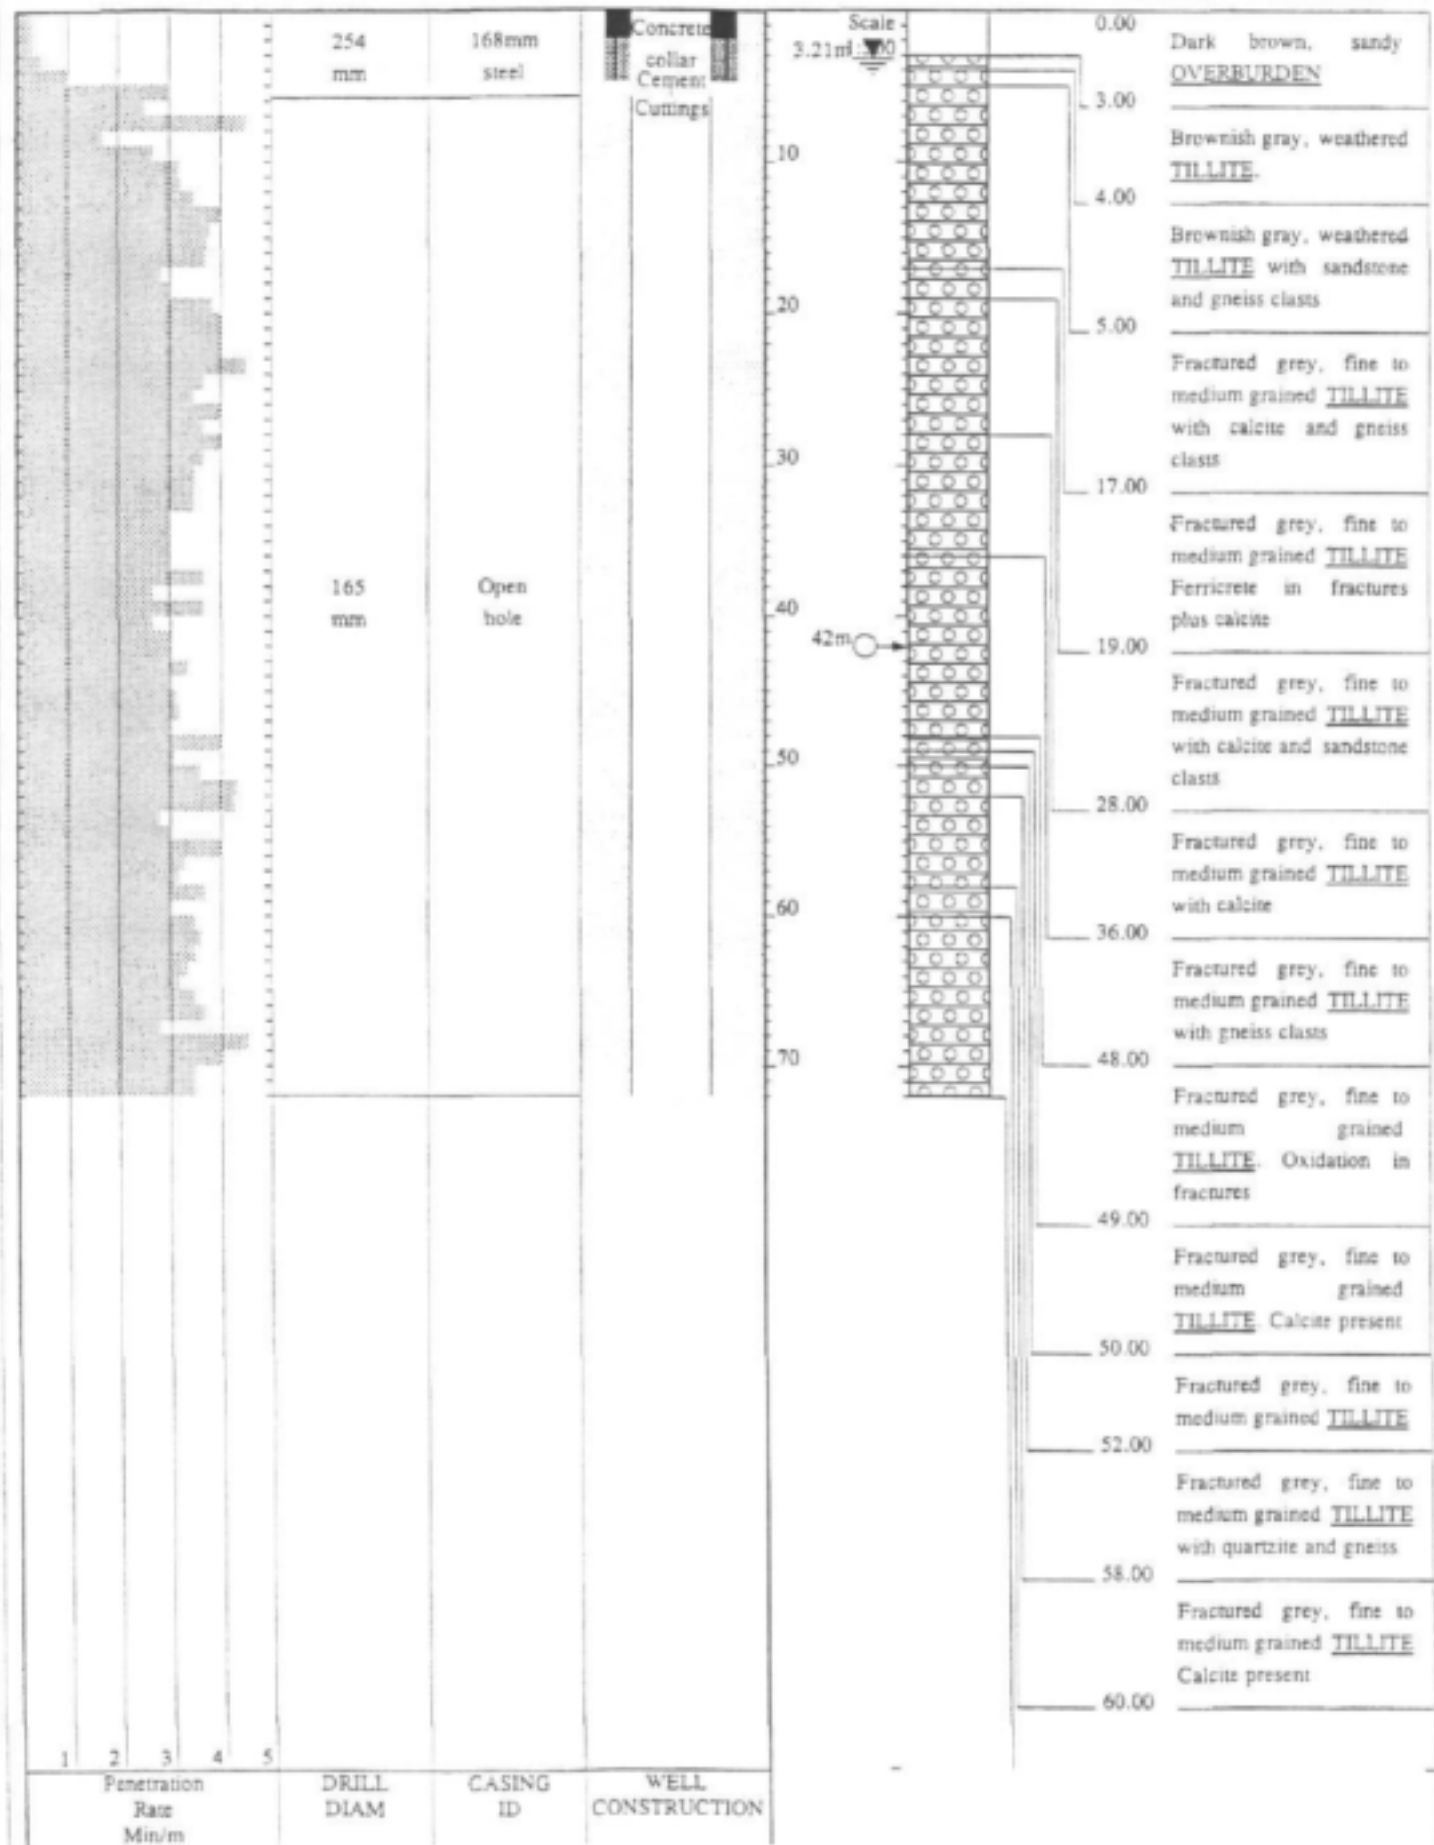 254
mm
168mm
steel
Concrete
collar
Cement
Cuttings
Scale
3.21m
0.00
Dark brown, sandy
OVERBURDEN
3.00
Brownish gray, weathered
TILLITE.
4.00
Brownish gray, weathered
TILLITE with sandstone
and gneiss clasts
5.00
Fractured grey, fine to
medium grained TILLITE
with calcite and gneiss
clasts
17.00
Fractured grey, fine to
medium grained TILLITE
Ferricrete in fractures
plus calcite
19.00
Fractured grey, fine to
medium grained TILLITE
with calcite and sandstone
clasts
28.00
Fractured grey, fine to
medium grained TILLITE
with calcite
36.00
Fractured grey, fine to
medium grained TILLITE
with gneiss clasts
48.00
Fractured grey, fine to
medium grained
TILLITE. Oxidation in
fractures
49.00
Fractured grey, fine to
medium grained
TILLITE. Calcite present
50.00
Fractured grey, fine to
medium grained TILLITE
52.00
Fractured grey, fine to
medium grained TILLITE
with quartzite and gneiss
58.00
Fractured grey, fine to
medium grained TILLITE
Calcite present
60.00
10
20
30
40
50
60
70
165
mm
Open
hole
42m
1 2 3 4 5
Penetration
Rate
Min/m
DRILL
DIAM
CASING
ID
WELL
CONSTRUCTION